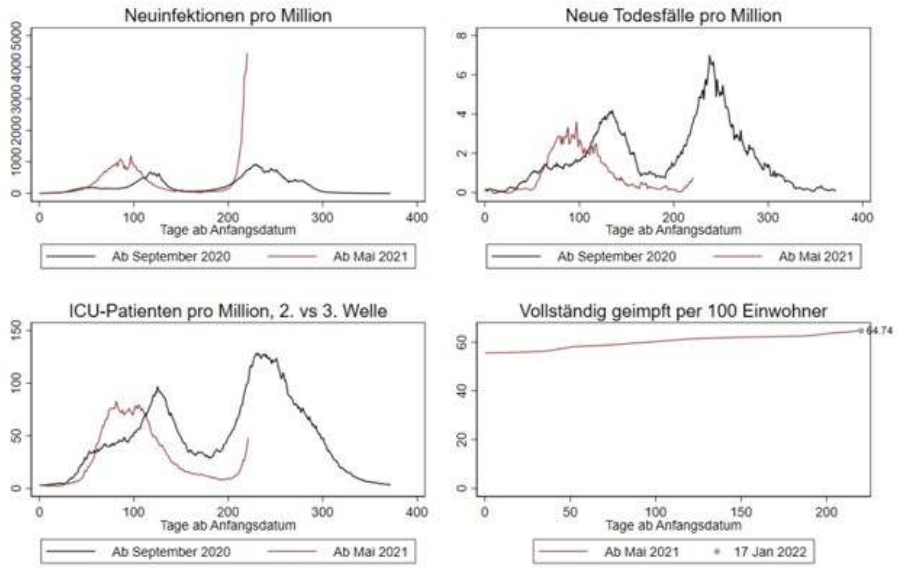 Neuinfektionen pro Million
0 1000 2000 3000 4000 5000
0 100 200 300 400
Tage ab Anfangsdatum
Ab September 2020 Ab Mai 2021
Neue Todesfälle pro Million
0 2 4 6 8
0 100 200 300 400
Tage ab Anfangsdatum
Ab September 2020 Ab Mai 2021
ICU-Patienten pro Million, 2. vs 3. Welle
0 50 100 150
0 100 200 300 400
Tage ab Anfangsdatum
Ab September 2020 Ab Mai 2021
Vollständig geimpft per 100 Einwohner
0 20 40 60
64.74
0 50 100 150 200
Tage ab Anfangsdatum
Ab Mai 2021 17 Jan 2022